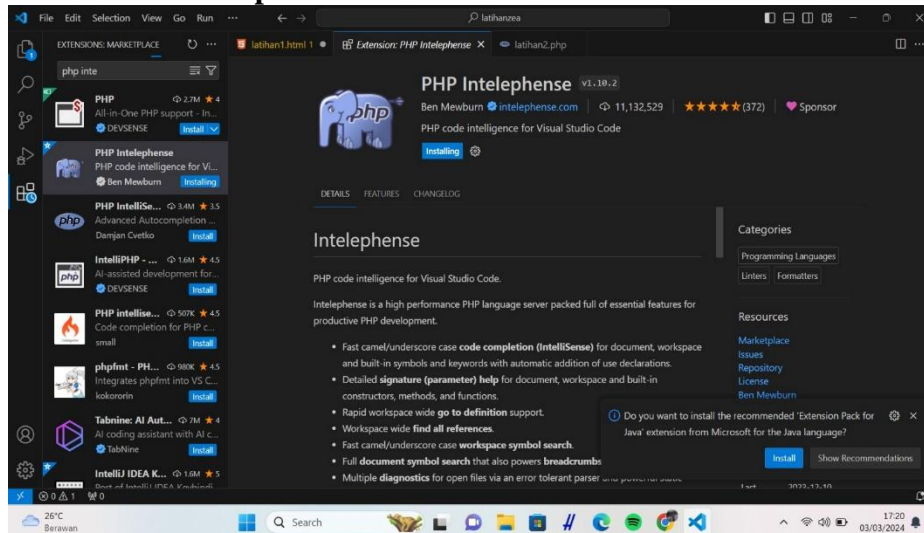 File Edit Selection View Go Run ... latihanzea
EXTENSIONS: MARKETPLACE
latihan1.html 1 Extension: PHP Intelephense latihan2.php
php inte
PHP 2.7M 4
All-in-One PHP support - In...
DEVSENSE Install
PHP Intelephense
PHP code intelligence for Vi...
Ben Mewburn Installing
PHP IntelliSe... 3.4M 3.5
Advanced Autocompletion ...
Damjan Cvetko Install
IntelliPHP - ... 1.6M 4.5
AI-assisted development for...
DEVSENSE Install
PHP intellise... 507K 4.5
Code completion for PHP c...
small Install
phpfmt - PH... 980K 4.5
Integrates phpfmt into VS C...
kokororin Install
Tabnine: AI Aut... 7M 4
AI coding assistant with AI c...
TabNine Install
IntelliJ IDEA K... 1.6M 5
Port of IntelliJ IDEA Keybindi
php
PHP Intelephense v1.10.2
Ben Mewburn intelephense.com 11,132,529 (372) Sponsor
PHP code intelligence for Visual Studio Code
Installing
DETAILS FEATURES CHANGELOG
Intelephense
PHP code intelligence for Visual Studio Code.
Intelephense is a high performance PHP language server packed full of essential features for
productive PHP development.
• Fast camel/underscore case code completion (IntelliSense) for document, workspace
and built-in symbols and keywords with automatic addition of use declarations.
• Detailed signature (parameter) help for document, workspace and built-in
constructors, methods, and functions.
• Rapid workspace wide go to definition support.
• Workspace wide find all references.
• Fast camel/underscore case workspace symbol search.
• Full document symbol search that also powers breadcrumbs
• Multiple diagnostics for open files via an error tolerant parser and powerful static
Categories
Programming Languages
Linters Formatters
Resources
Marketplace
Issues
Repository
License
Ben Mewburn
Last 2022-12-10
Do you want to install the recommended 'Extension Pack for
Java' extension from Microsoft for the Java language?
Install Show Recommendations
0 1 0
26°C
Berawan
Search
17:20
03/03/2024